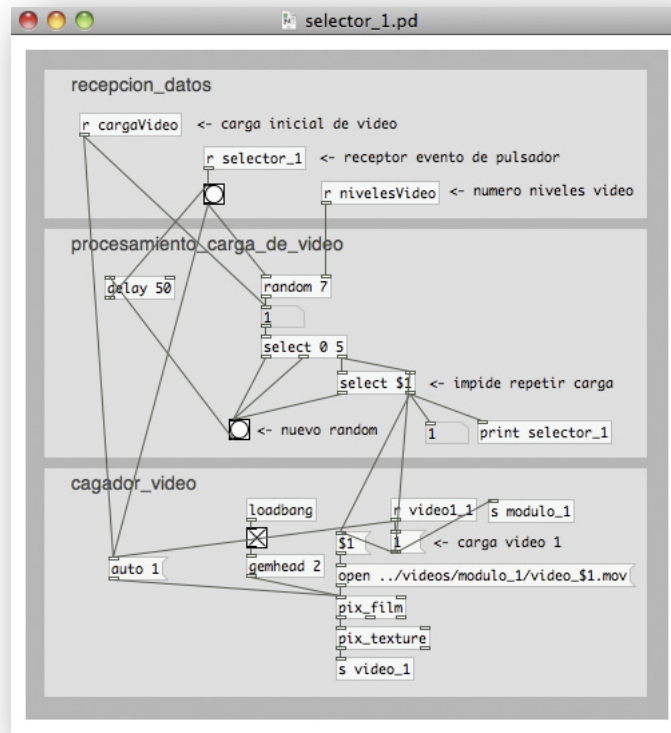 selector_1.pd
recepcion_datos
r cargaVideo <- carga inicial de video
r selector_1 <- receptor evento de pulsador
r nivelesVideo <- numero niveles video
procesamiento_carga_de_video
delay 50
random 7
1
select 0 5
select $1 <- impide repetir carga
<- nuevo random
1
print selector_1
cagador_video
loadbang
r video1_1
s modulo_1
$1
1
<- carga video 1
auto 1
gemhead 2
open ../videos/modulo_1/video_$1.mov
pix_film
pix_texture
s video_1